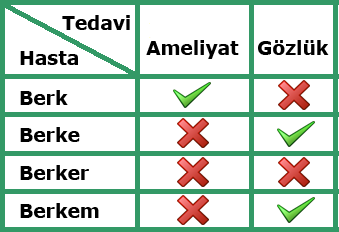 Tedavi
Hasta
Ameliyat Gözlük
Berk
Berke
Berker
Berkem